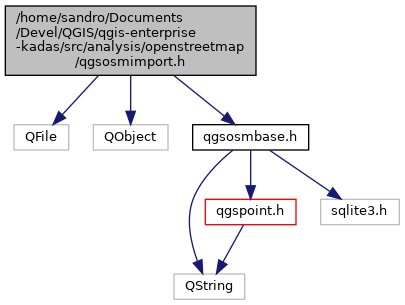 /home/sandro/Documents
/Devel/QGIS/qgis-enterprise
-kadas/src/analysis/openstreetmap
/qgsosmimport.h
QFile
QObject
qgsosmbase.h
qgspoint.h
sqlite3.h
QString